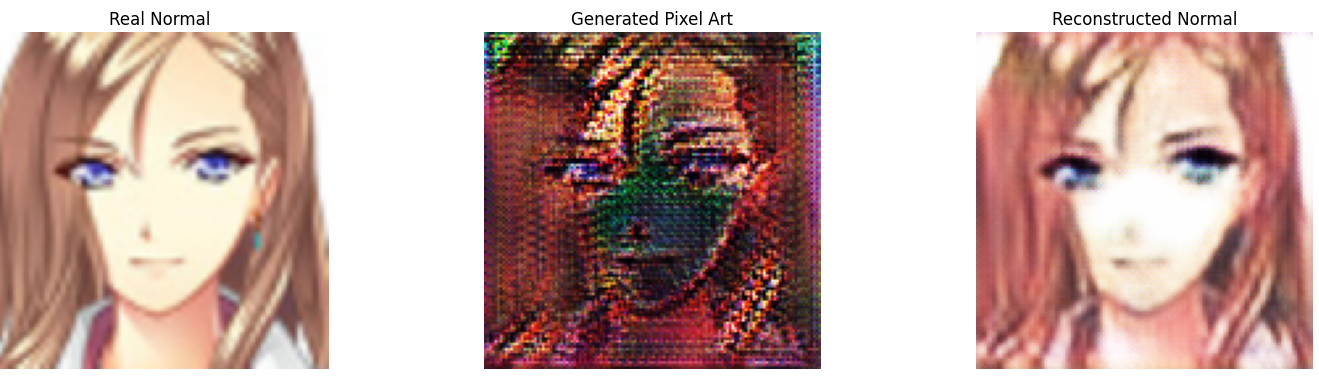 Real Normal
Generated Pixel Art
Reconstructed Normal